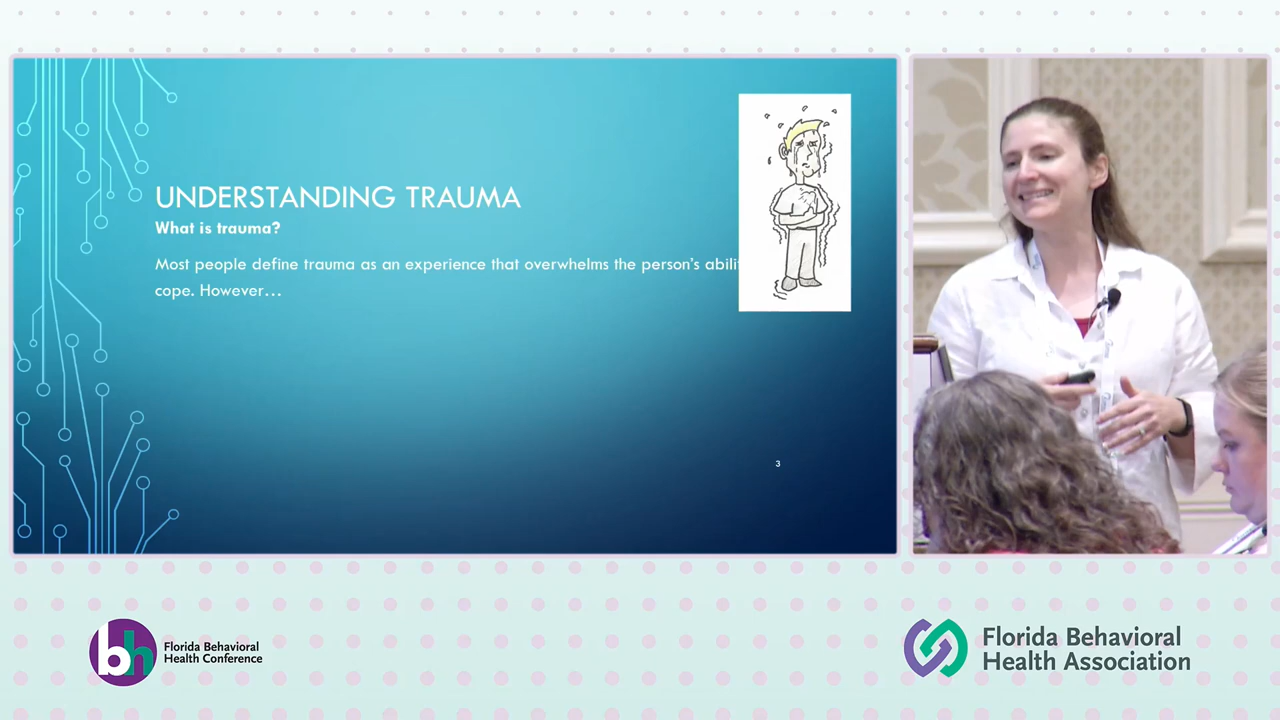 UNDERSTANDING TRAUMA
What is trauma?
Most people define trauma as an experience that overwhelms the person's
cope. However...
3
bh
Florida Behavioral
Health Conference
Florida Behavioral
Health Association